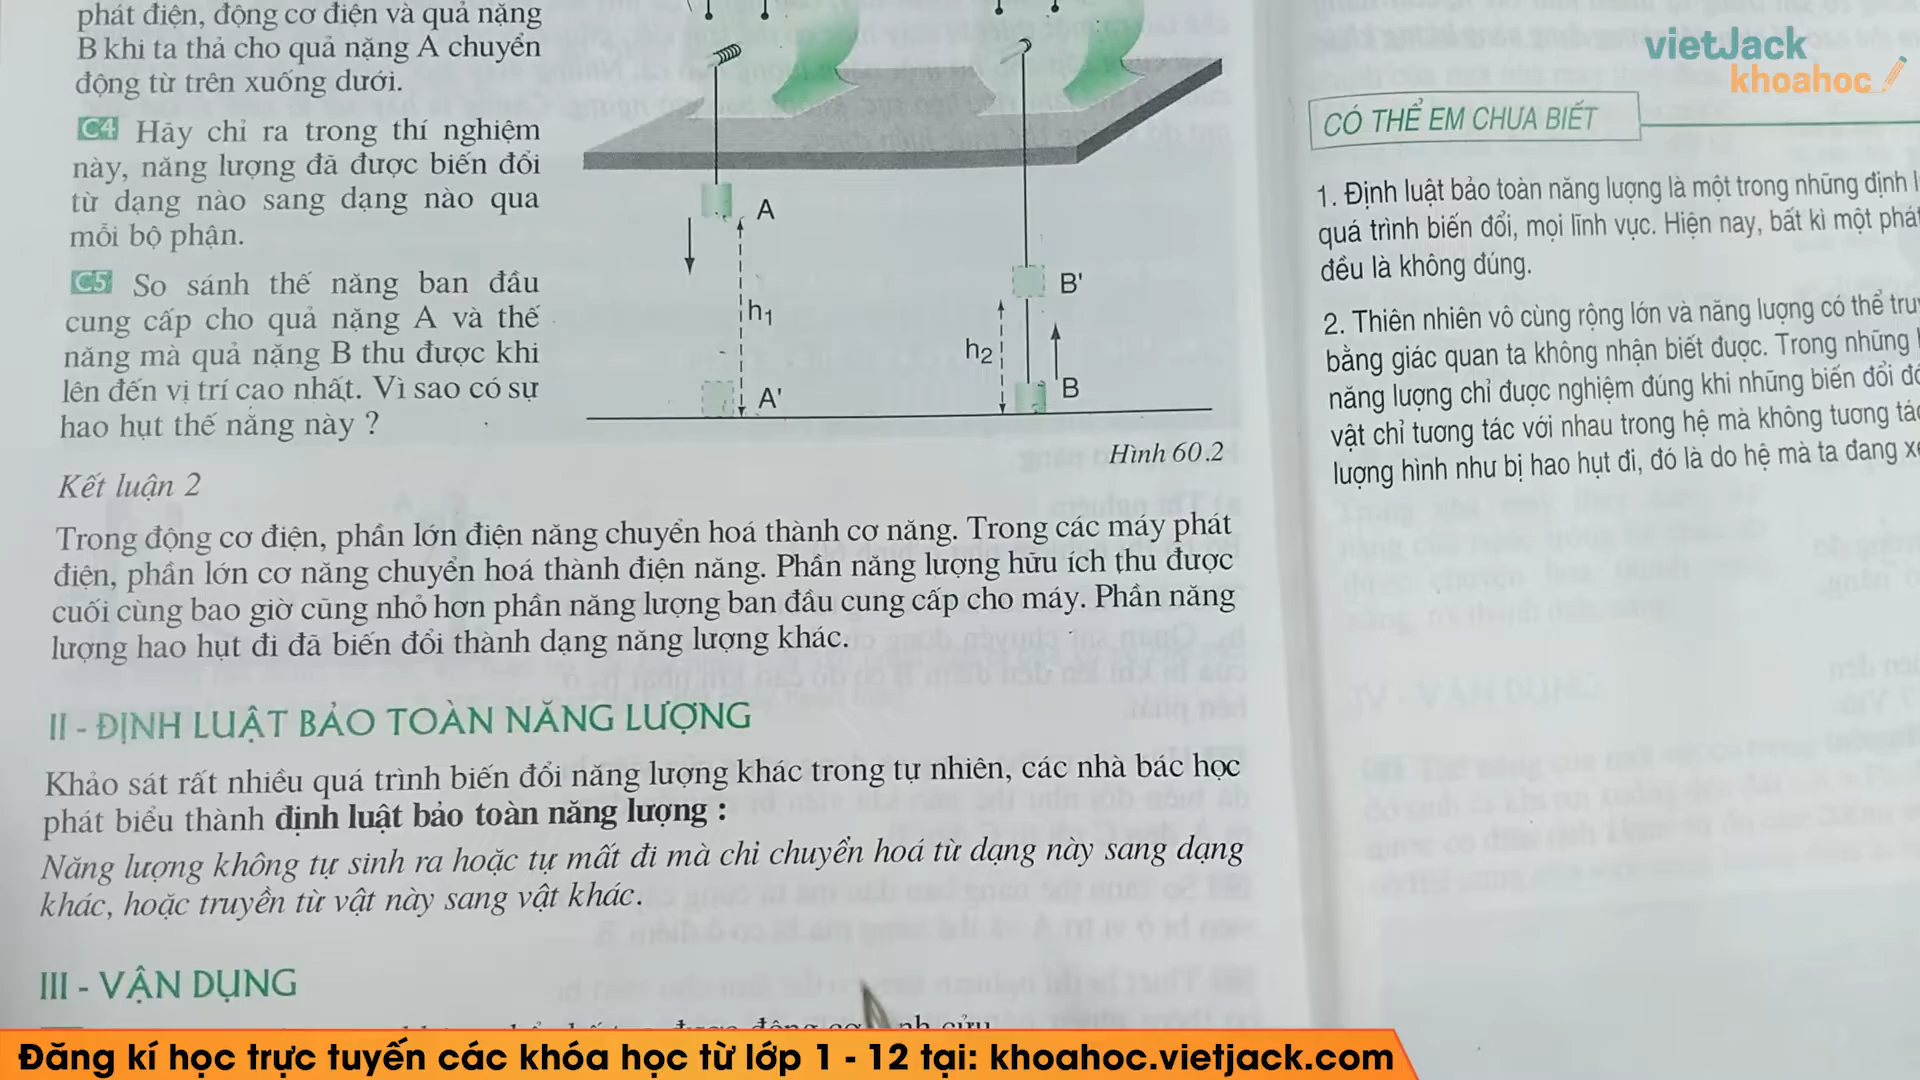 phát điện, động cơ điện và quả nặng
B khi ta thả cho quả nặng A chuyển
động từ trên xuống dưới.
C4 Hãy chỉ ra trong thí nghiệm
này, năng lượng đã được biến đổi
từ dạng nào sang dạng nào qua
mỗi bộ phận.
C5 So sánh thế năng ban đầu
cung cấp cho quả nặng A và thế
năng mà quả nặng B thu được khi
lên đến vị trí cao nhất. Vì sao có sự
hao hụt thế năng này ?
A
h1
A'
B'
h2
B
Hình 60.2
Kết luận 2
Trong động cơ điện, phần lớn điện năng chuyển hoá thành cơ năng. Trong các máy phát
điện, phần lớn cơ năng chuyển hoá thành điện năng. Phần năng lượng hữu ích thu được
cuối cùng bao giờ cũng nhỏ hơn phần năng lượng ban đầu cung cấp cho máy. Phần năng
lượng hao hụt đi đã biến đổi thành dạng năng lượng khác.
II - ĐỊNH LUẬT BẢO TOÀN NĂNG LƯỢNG
Khảo sát rất nhiều quá trình biến đổi năng lượng khác trong tự nhiên, các nhà bác học
phát biểu thành định luật bảo toàn năng lượng :
Năng lượng không tự sinh ra hoặc tự mất đi mà chỉ chuyển hoá từ dạng này sang dạng
khác, hoặc truyền từ vật này sang vật khác.
III - VẬN DỤNG
vietJack
khoahoc
CÓ THỂ EM CHƯA BIẾT
1. Định luật bảo toàn năng lượng là một trong những định
quá trình biến đổi, mọi lĩnh vực. Hiện nay, bất kì một phát
đều là không đúng.
2. Thiên nhiên vô cùng rộng lớn và năng lượng có thể
bằng giác quan ta không nhận biết được. Trong những
năng lượng chỉ được nghiệm đúng khi những biến đổi
vật chỉ tương tác với nhau trong hệ mà không tương
lượng hình như bị hao hụt đi, đó là do hệ mà ta đang
Đăng kí học trực tuyến các khóa học từ lớp 1 - 12 tại: khoahoc.vietjack.com